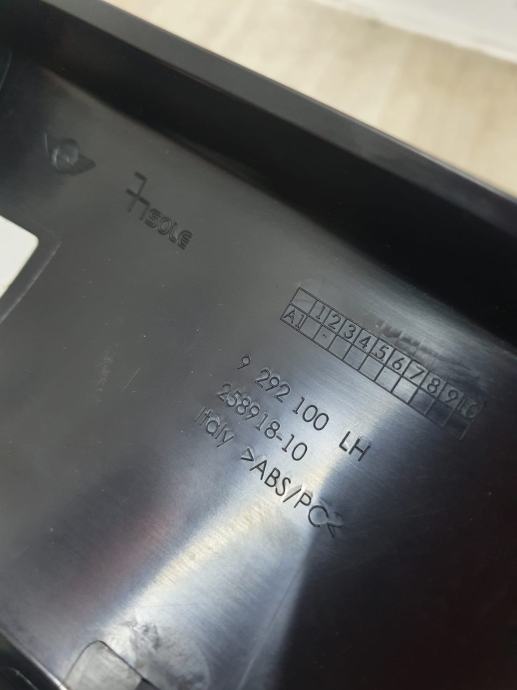 ISOLE
1 2 3 4 5 6 7 8 9 10
A1
9 292 100 LH
258918-10
Italy >ABS/PC<